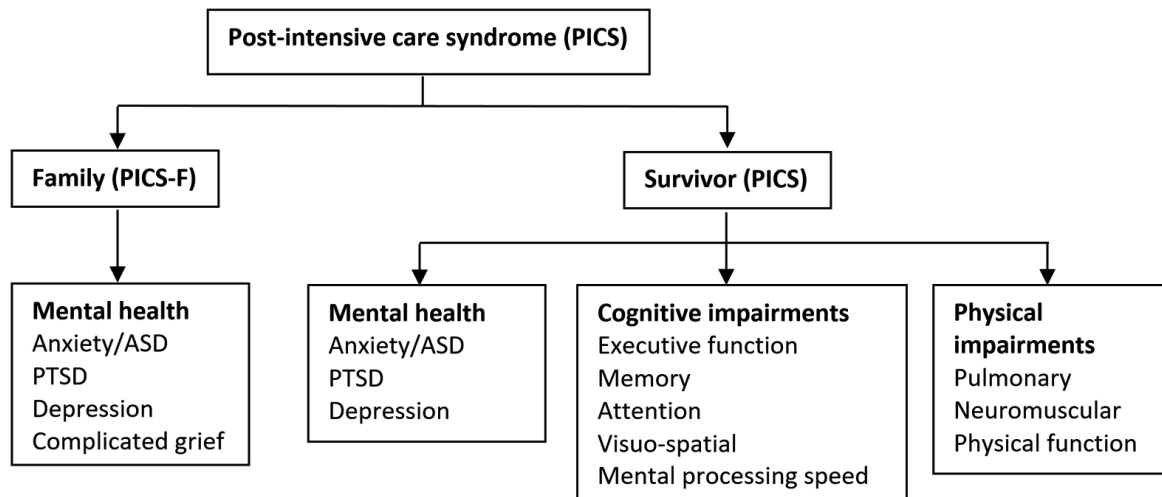 Post-intensive care syndrome (PICS)
Family (PICS-F)
Survivor (PICS)
Mental health
Anxiety/ASD
PTSD
Depression
Complicated grief
Mental health
Anxiety/ASD
PTSD
Depression
Cognitive impairments
Executive function
Memory
Attention
Visuo-spatial
Mental processing speed
Physical
impairments
Pulmonary
Neuromuscular
Physical function